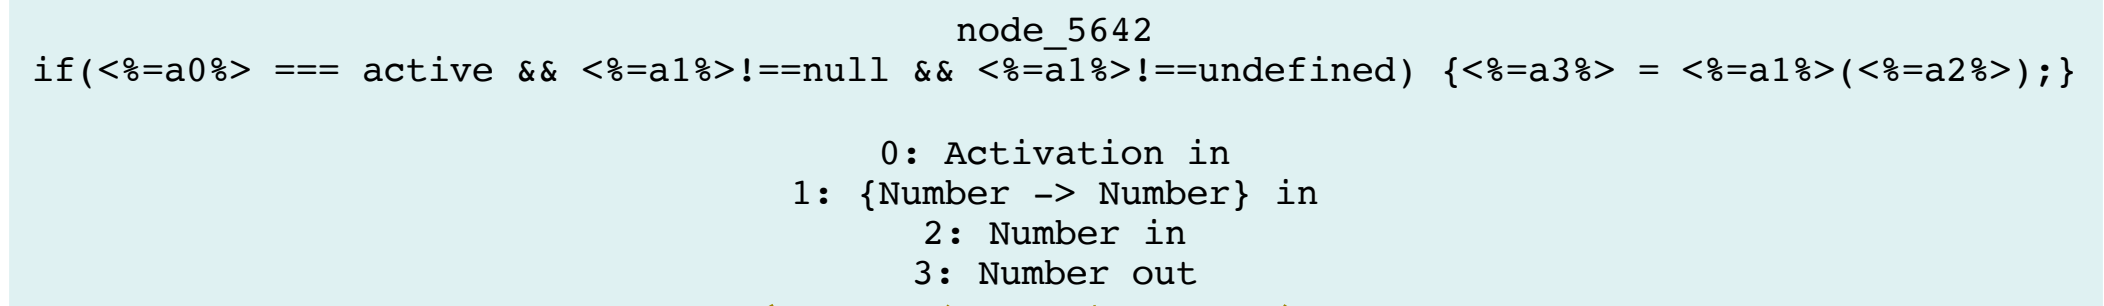 node_5642
if(<%=a0%> === active && <%=a1%>!==null && <%=a1%>!==undefined) {<%=a3%> = <%=a1%>(<%=a2%>);}
0: Activation in
1: {Number -> Number} in
2: Number in
3: Number out